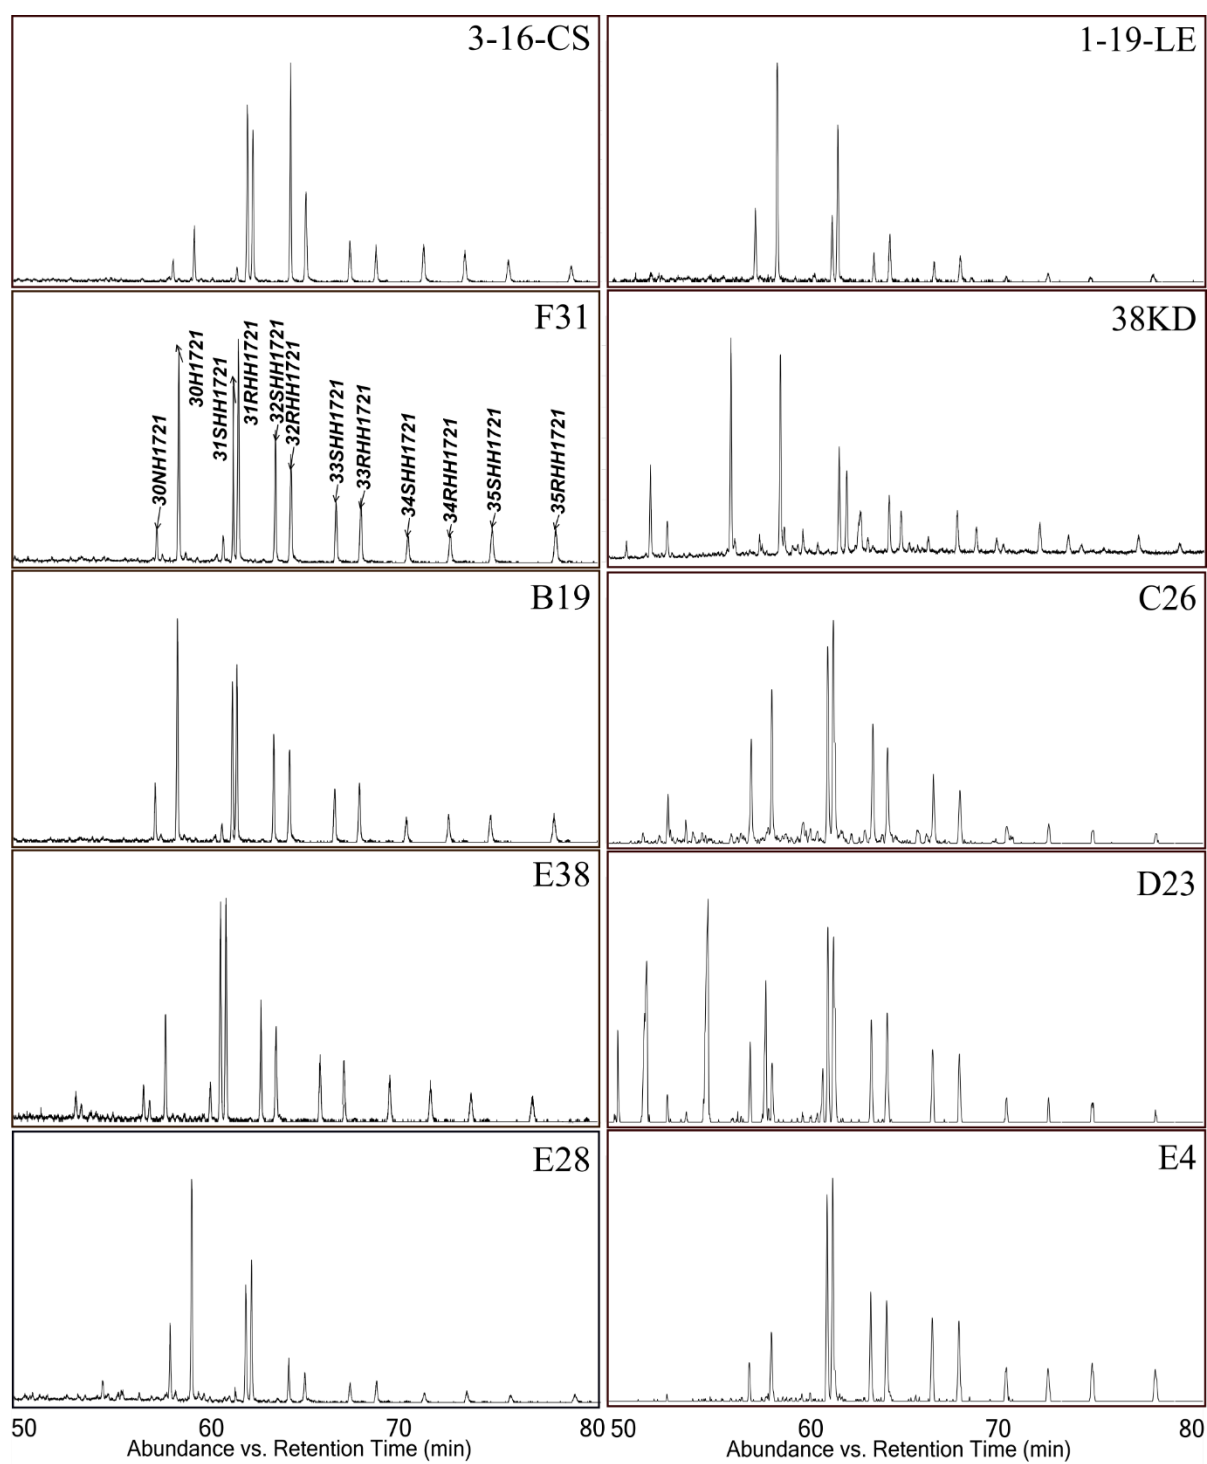 3-16-CS
1-19-LE
F31
30NH1721
30H1721
31SHH1721
31RHH1721
32SHH1721
32RHH1721
33SHH1721
33RHH1721
34SHH1721
34RHH1721
35SHH1721
35RHH1721
38KD
B19
C26
E38
D23
E28
E4
50 60 70 80
50 60 70 80
Abundance vs. Retention Time (min)
Abundance vs. Retention Time (min)